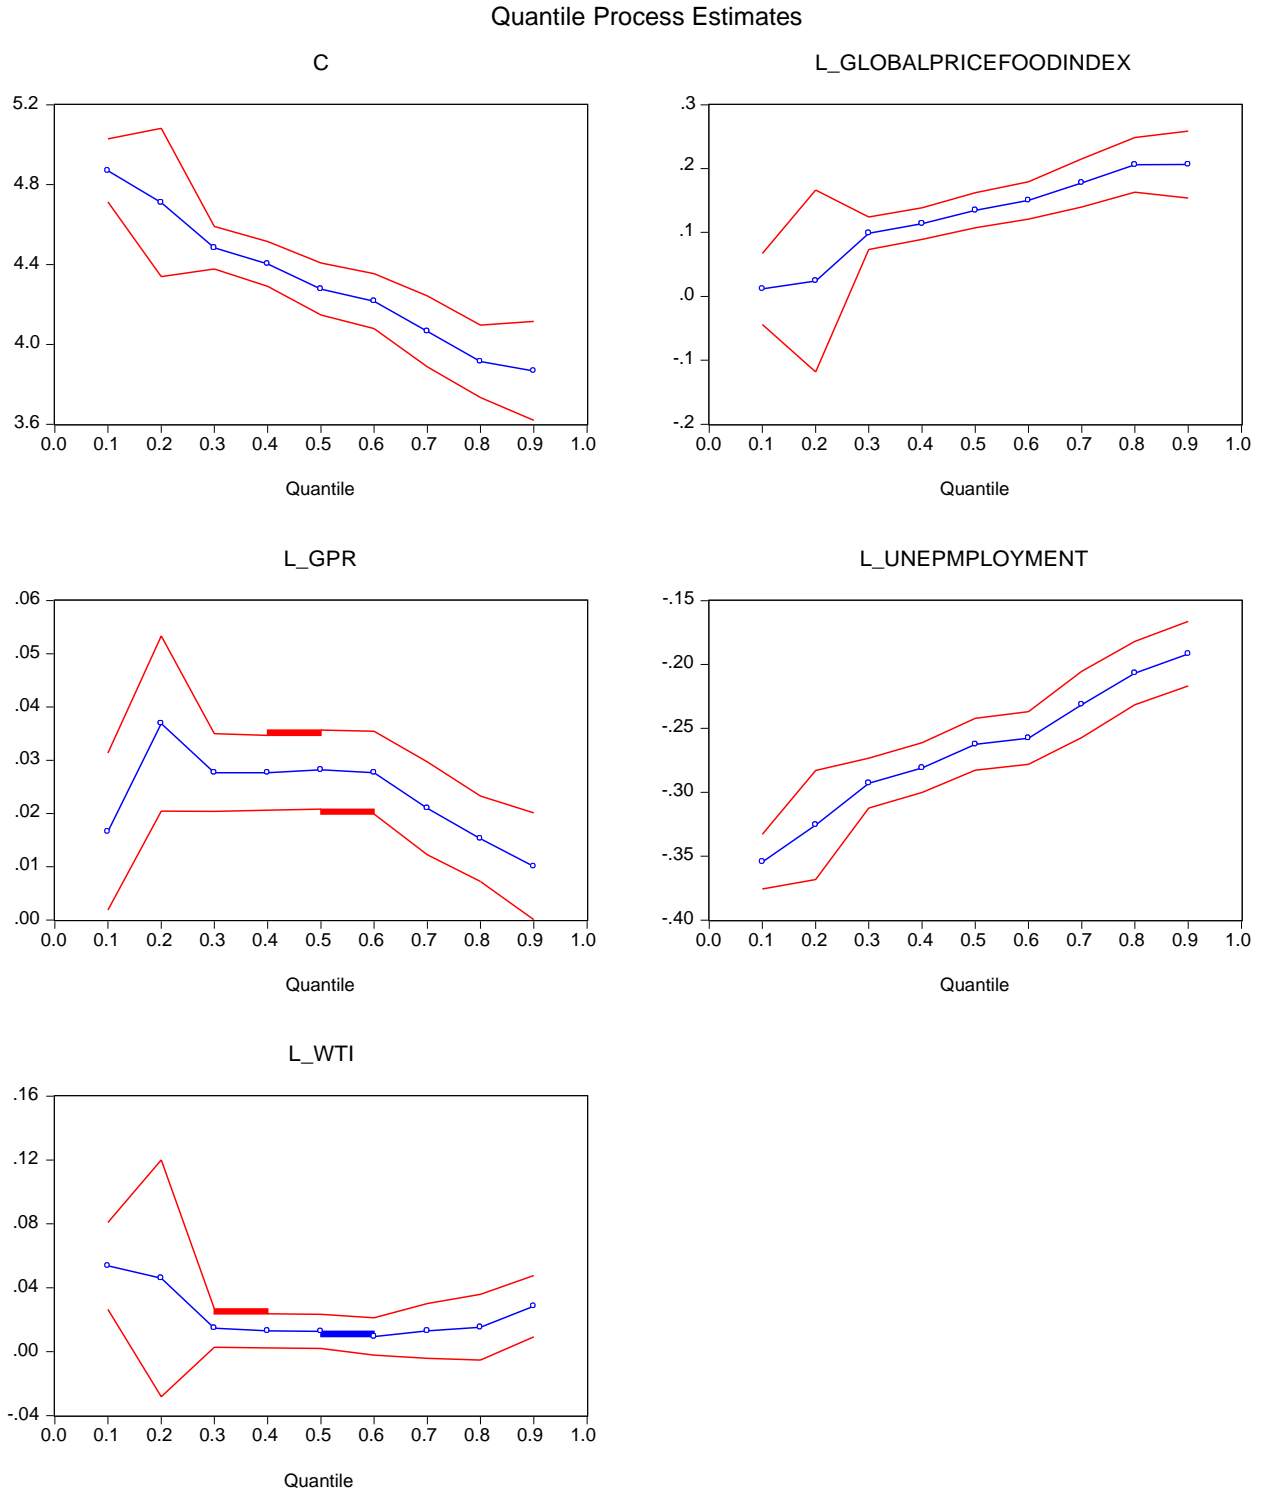 Quantile Process Estimates
C
5.2
4.8
4.4
4.0
3.6
0.0 0.1 0.2 0.3 0.4 0.5 0.6 0.7 0.8 0.9 1.0
Quantile
L_GLOBALPRICEFOODINDEX
.3
.2
.1
.0
-.1
-.2
0.0 0.1 0.2 0.3 0.4 0.5 0.6 0.7 0.8 0.9 1.0
Quantile
L_GPR
.06
.05
.04
.03
.02
.01
.00
0.0 0.1 0.2 0.3 0.4 0.5 0.6 0.7 0.8 0.9 1.0
Quantile
L_UNEPMPLOYMENT
-.15
-.20
-.25
-.30
-.35
-.40
0.0 0.1 0.2 0.3 0.4 0.5 0.6 0.7 0.8 0.9 1.0
Quantile
L_WTI
.16
.12
.08
.04
.00
-.04
0.0 0.1 0.2 0.3 0.4 0.5 0.6 0.7 0.8 0.9 1.0
Quantile